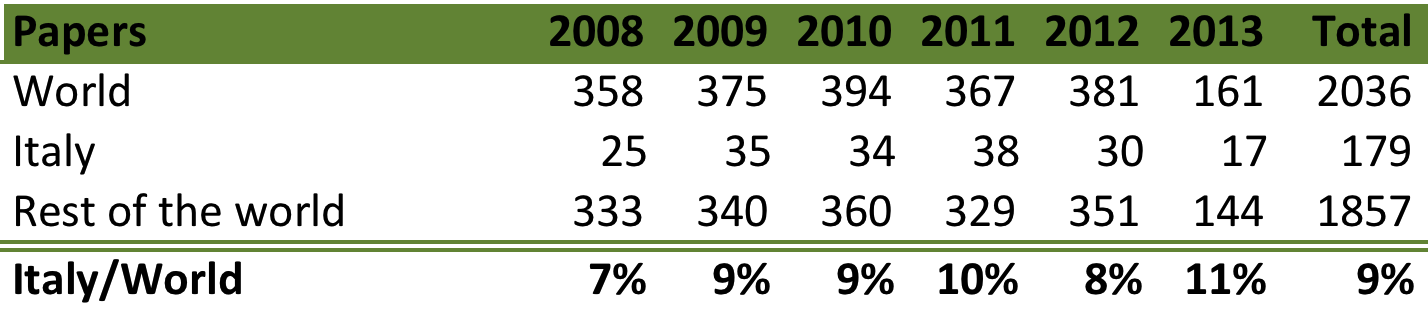 Papers 2008 2009 2010 2011 2012 2013 Total
World 358 375 394 367 381 161 2036
Italy 25 35 34 38 30 17 179
Rest of the world 333 340 360 329 351 144 1857
Italy/World 7% 9% 9% 10% 8% 11% 9%